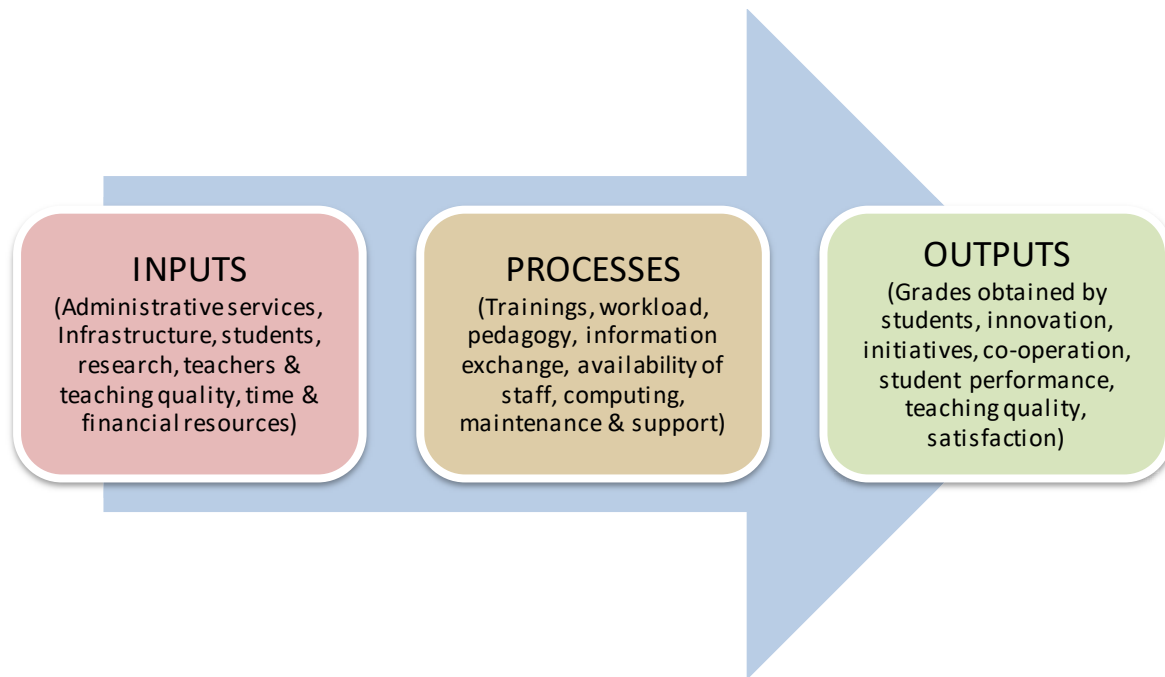 INPUTS
(Administrative services,
Infrastructure, students,
research, teachers &
teaching quality, time &
financial resources)
PROCESSES
(Trainings, workload,
pedagogy, information
exchange, availability of
staff, computing,
maintenance & support)
OUTPUTS
(Grades obtained by
students, innovation,
initiatives, co-operation,
student performance,
teaching quality,
satisfaction)